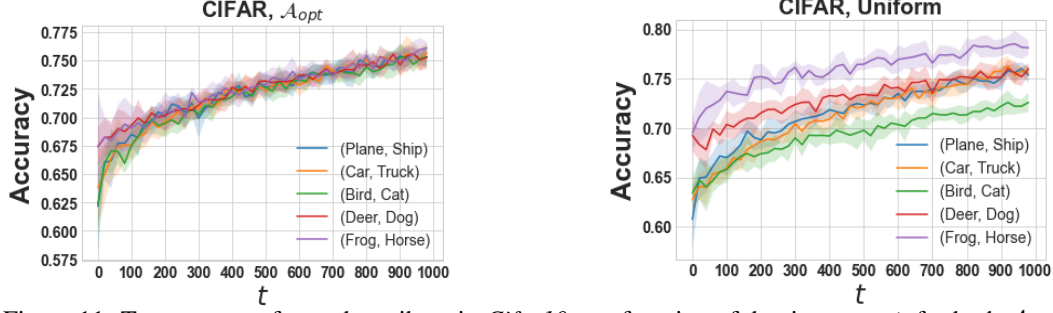 CIFAR, 𝒜opt
Accuracy
0.775
0.750
0.725
0.700
0.675
0.650
0.625
0.600
0.575
(Plane, Ship)
(Car, Truck)
(Bird, Cat)
(Deer, Dog)
(Frog, Horse)
0 100 200 300 400 500 600 700 800 900 1000
t
CIFAR, Uniform
Accuracy
0.80
0.75
0.70
0.65
0.60
(Plane, Ship)
(Car, Truck)
(Bird, Cat)
(Deer, Dog)
(Frog, Horse)
0 100 200 300 400 500 600 700 800 900 1000
t